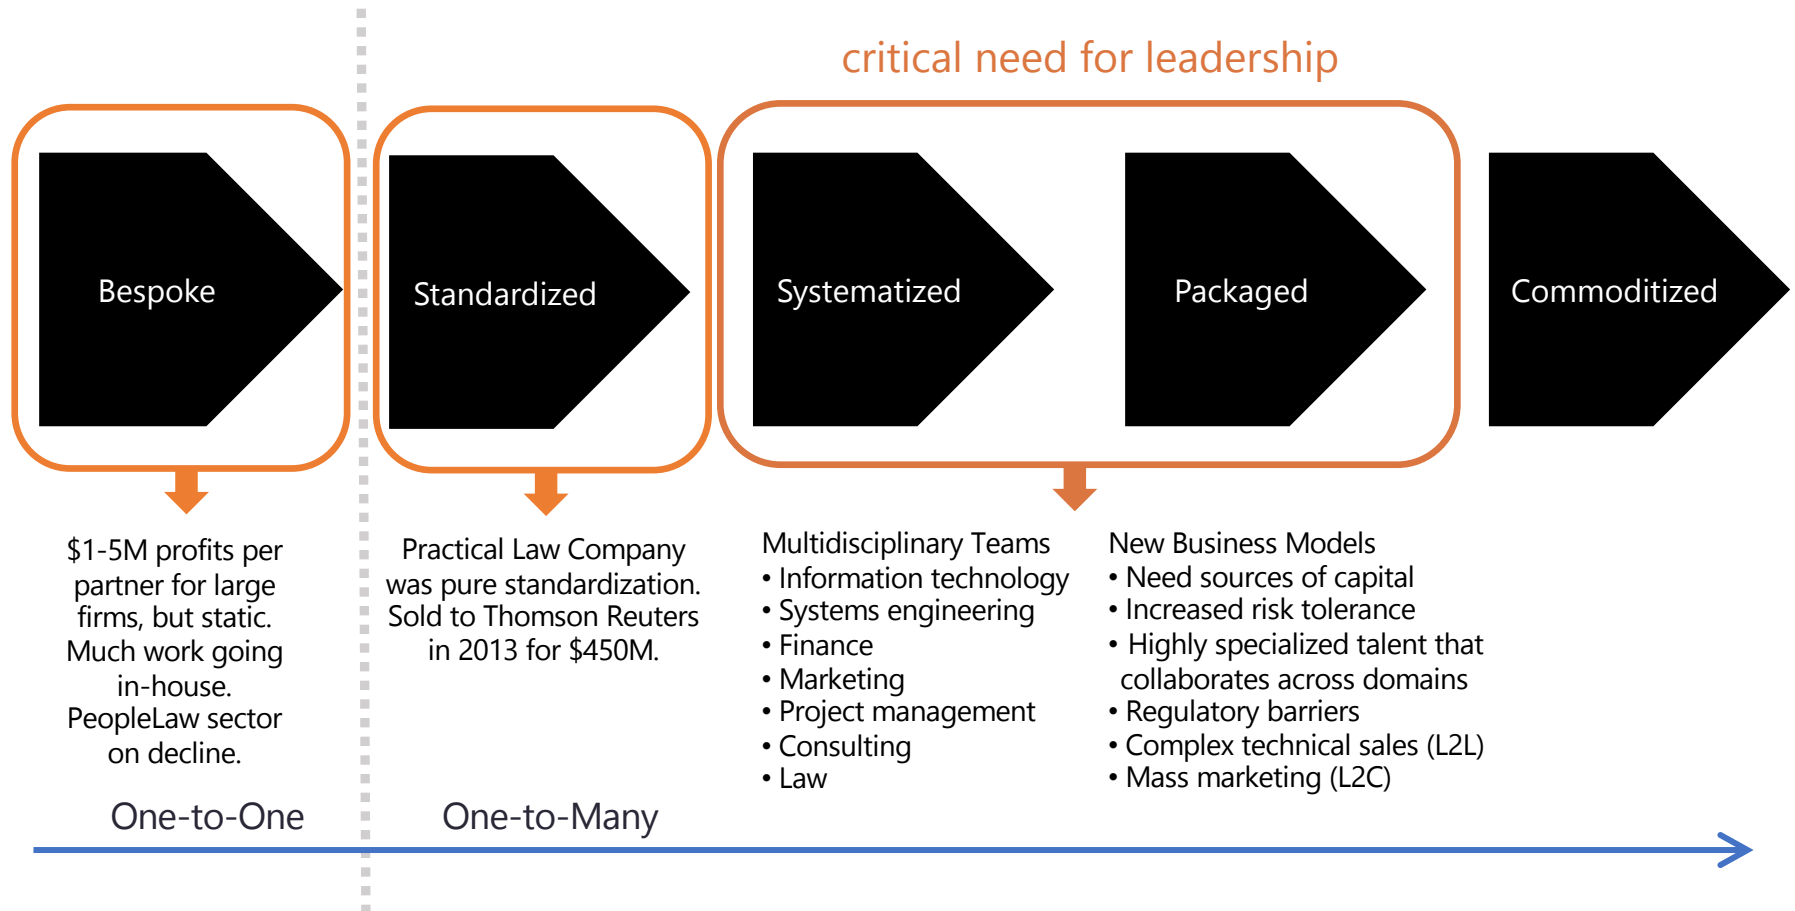 critical need for leadership
Bespoke
Standardized
Systematized
Packaged
Commoditized
$1-5M profits per
partner for large
firms, but static.
Much work going
in-house.
PeopleLaw sector
on decline.
Practical Law Company
was pure standardization.
Sold to Thomson Reuters
in 2013 for $450M.
Multidisciplinary Teams
• Information technology
• Systems engineering
• Finance
• Marketing
• Project management
• Consulting
• Law
New Business Models
• Need sources of capital
• Increased risk tolerance
• Highly specialized talent that
collaborates across domains
• Regulatory barriers
• Complex technical sales (L2L)
• Mass marketing (L2C)
One-to-One
One-to-Many